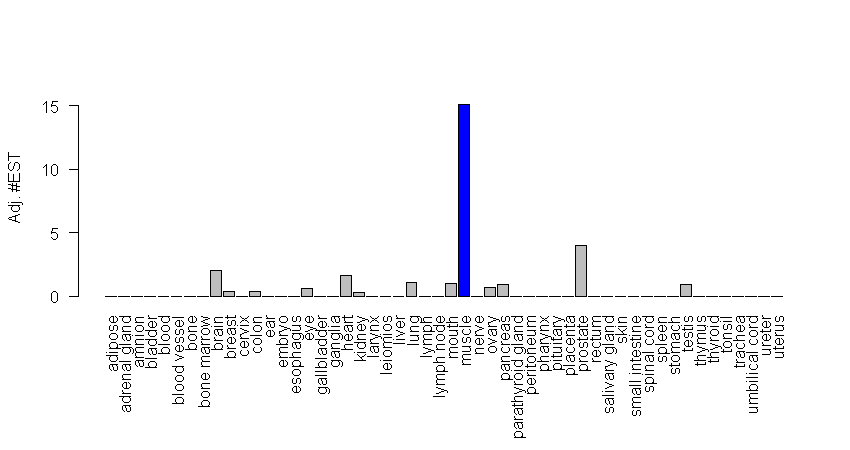 Adj. #EST
15
10
5
0
adipose
adrenal gland
amnion
bladder
blood
blood vessel
bone
bone marrow
brain
breast
cervix
colon
ear
embryo
esophagus
eye
gallbladder
ganglia
heart
kidney
larynx
leiomios
liver
lung
lymph
lymph node
mouth
muscle
nerve
ovary
pancreas
parathyroid gland
peritoneum
pharynx
pituitary
placenta
prostate
rectum
salivary gland
skin
small intestine
spinal cord
spleen
stomach
testis
thymus
thyroid
tonsil
trachea
umbilical cord
ureter
uterus